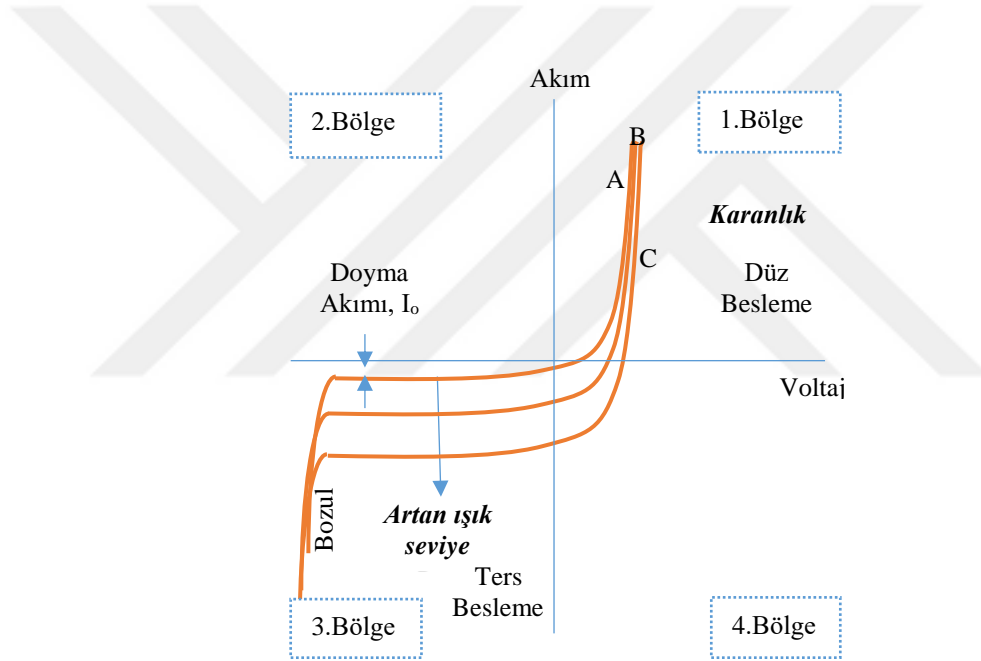 Akım
2.Bölge
1.Bölge
B
A
Karanlık
C
Doyma
Akımı, Iₒ
Düz
Besleme
Voltaj
Bozul
Artan ışık
seviye
Ters
Besleme
3.Bölge
4.Bölge